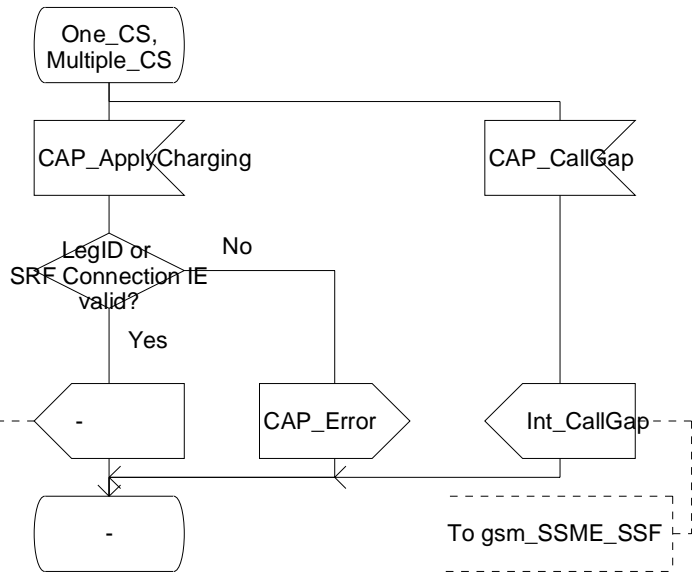 One_CS,
Multiple_CS
CAP_ApplyCharging
CAP_CallGap
LegID or
SRF Connection IE
valid?
No
Yes
-
CAP_Error
Int_CallGap
-
To gsm_SSME_SSF